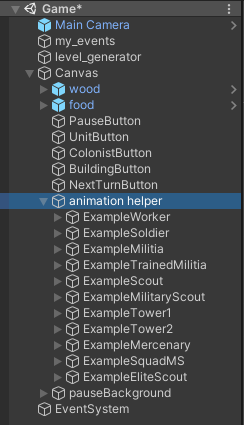 Game*
Main Camera
my_events
level_generator
Canvas
wood
food
PauseButton
UnitButton
ColonistButton
BuildingButton
NextTurnButton
animation helper
ExampleWorker
ExampleSoldier
ExampleMilitia
ExampleTrainedMilitia
ExampleScout
ExampleMilitaryScout
ExampleTower1
ExampleTower2
ExampleMercenary
ExampleSquadMS
ExampleEliteScout
pauseBackground
EventSystem